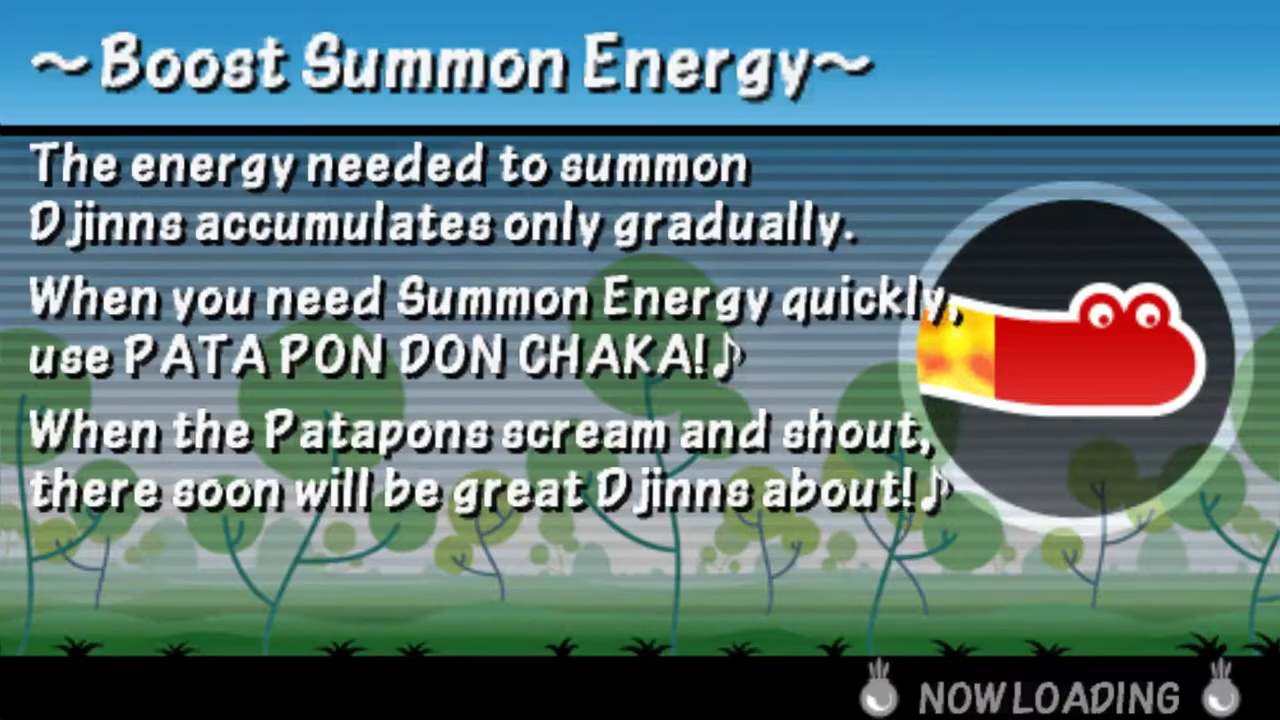 ~Boost Summon Energy~
The energy needed to summon
Djinns accumulates only gradually.
When you need Summon Energy quickly,
use PATA PON DON CHAKA!♪
When the Patapons scream and shout,
there soon will be great Djinns about!♪
NOW LOADING